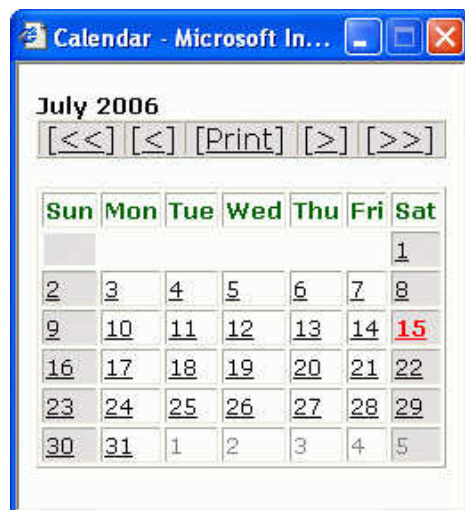 Calendar - Microsoft In...
July 2006
[<<] [<] [Print] [>] [>>]
Sun Mon Tue Wed Thu Fri Sat
1
2 3 4 5 6 7 8
9 10 11 12 13 14 15
16 17 18 19 20 21 22
23 24 25 26 27 28 29
30 31 1 2 3 4 5